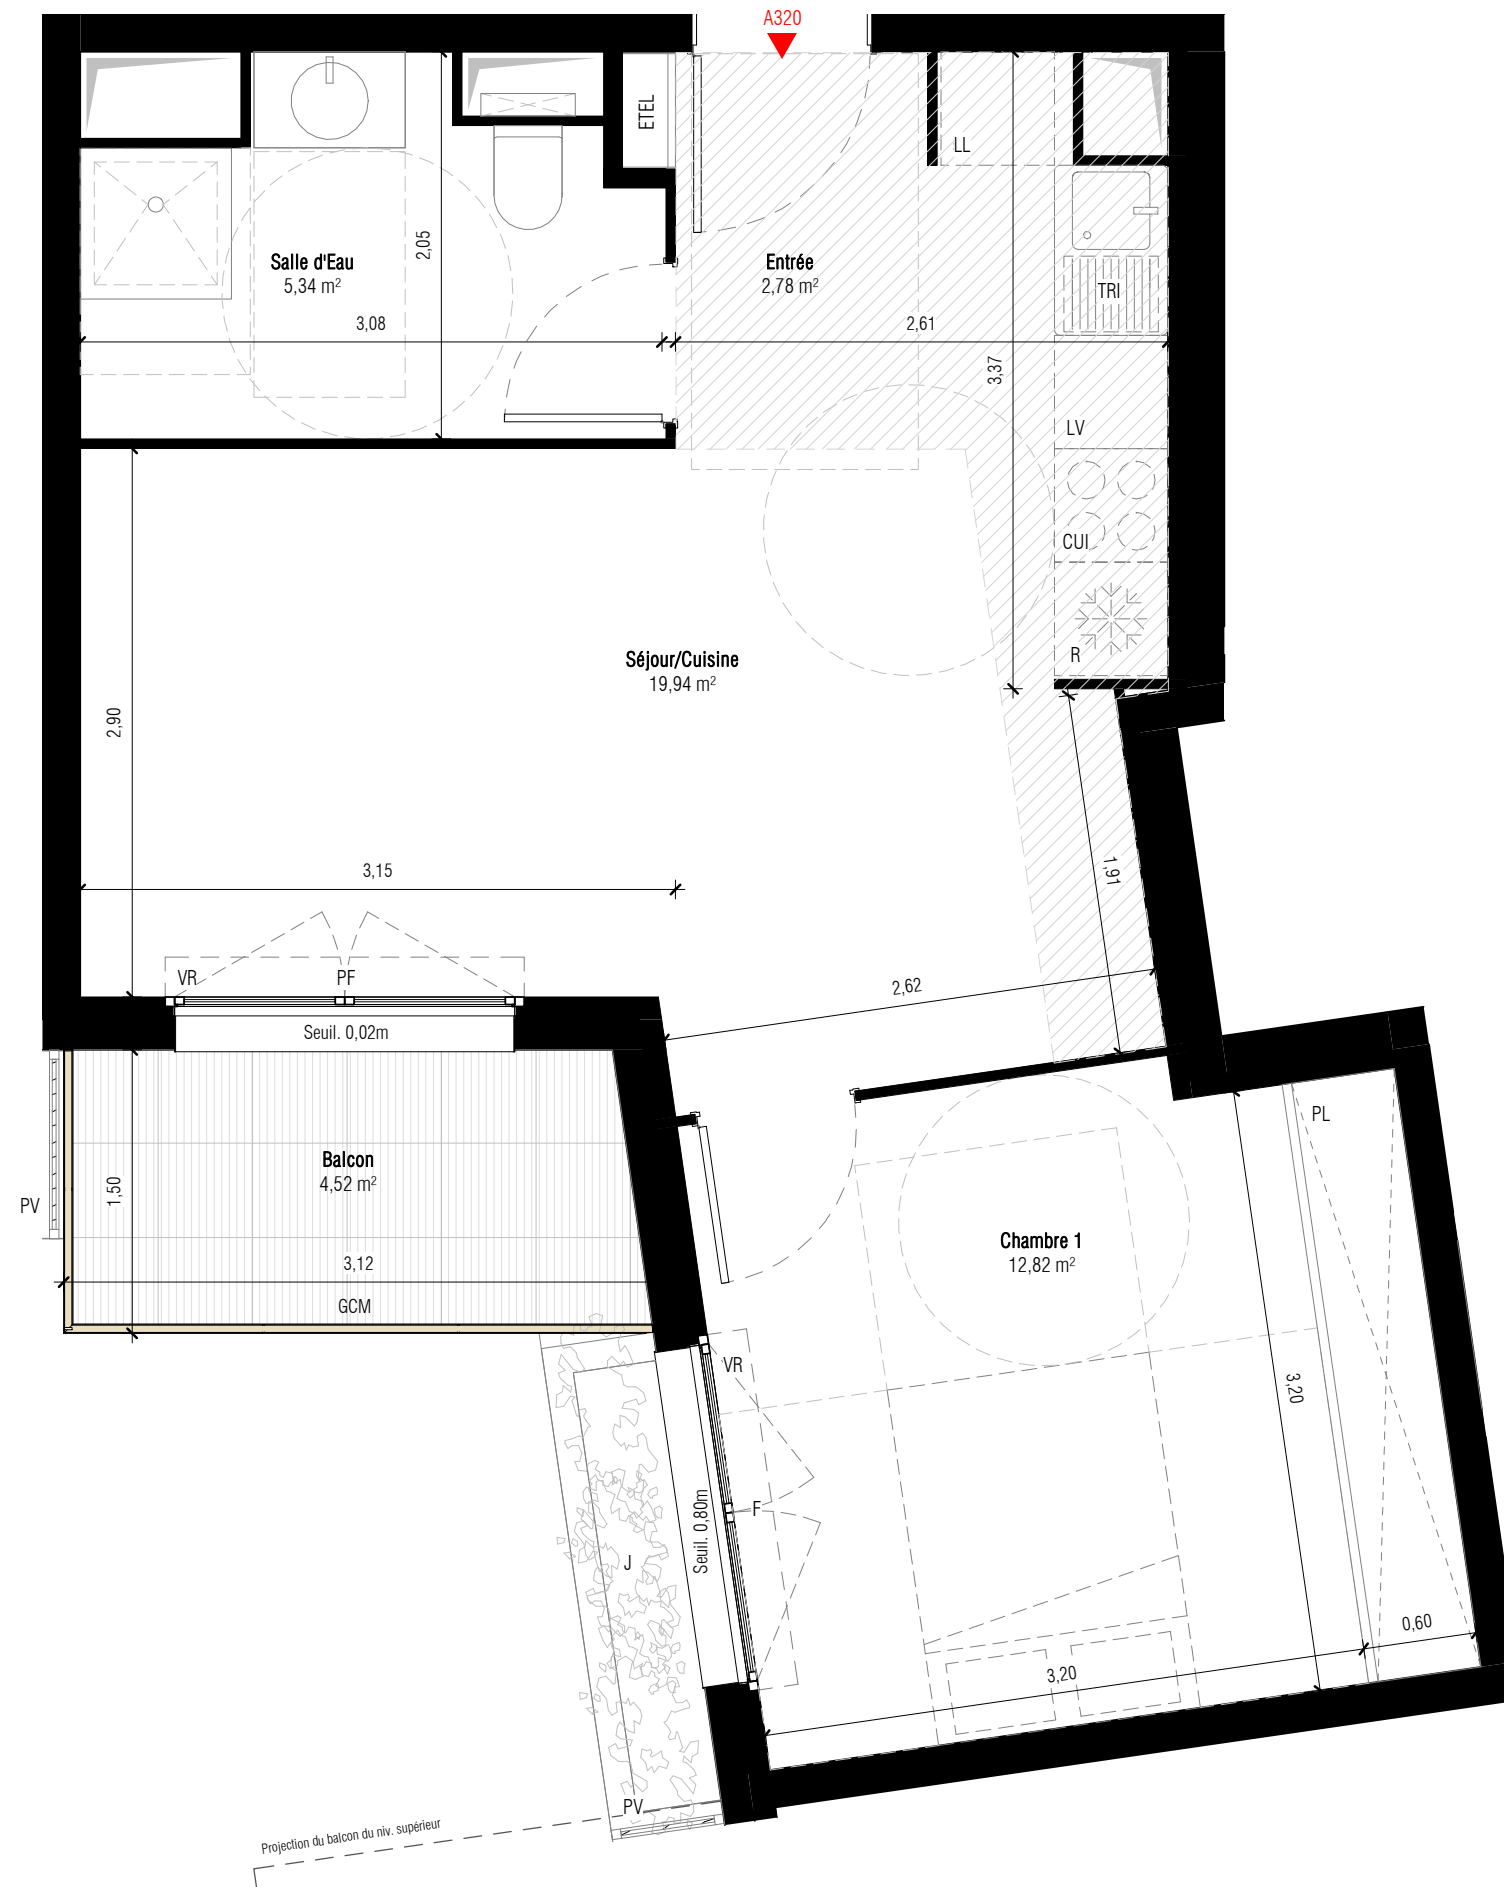 A320
ETEL
LL
Salle d'Eau
5,34 m²
2,05
Entrée
2,78 m²
TRI
3,08
2,61
3,37
LV
CUI
R
Séjour/Cuisine
19,94 m²
2,90
3,15
1,91
VR
PF
2,62
Seuil. 0,02m
PL
Balcon
4,52 m²
1,50
PV
Chambre 1
12,82 m²
3,12
GCM
VR
3,20
F
Seuil. 0,80m
J
0,60
3,20
PV
Projection du balcon du niv. supérieur